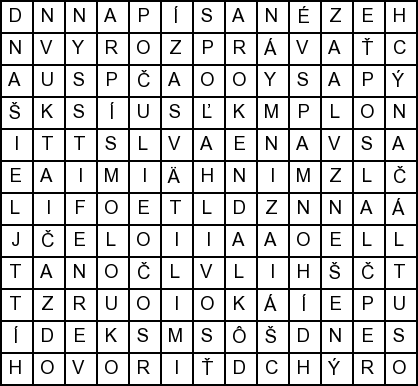 D N N A P Í S A N É Z E H
N V Y R O Z P R Á V A Ť C
A U S P Č A O O Y S A P Ý
Š K S Í U S Ľ K M P L O N
I T T S L V A E N A V S A
E A I M I Ä H N I M Z L Č
L I F O E T L D Z N N A Á
J Č E L O I I A A O E L L
T A N O Č L V L I H Š Č T
T Z R U O I O K Á Í E P U
Í D E K S M S Ô Š D N E S
H O V O R I Ť D C H Ý R O